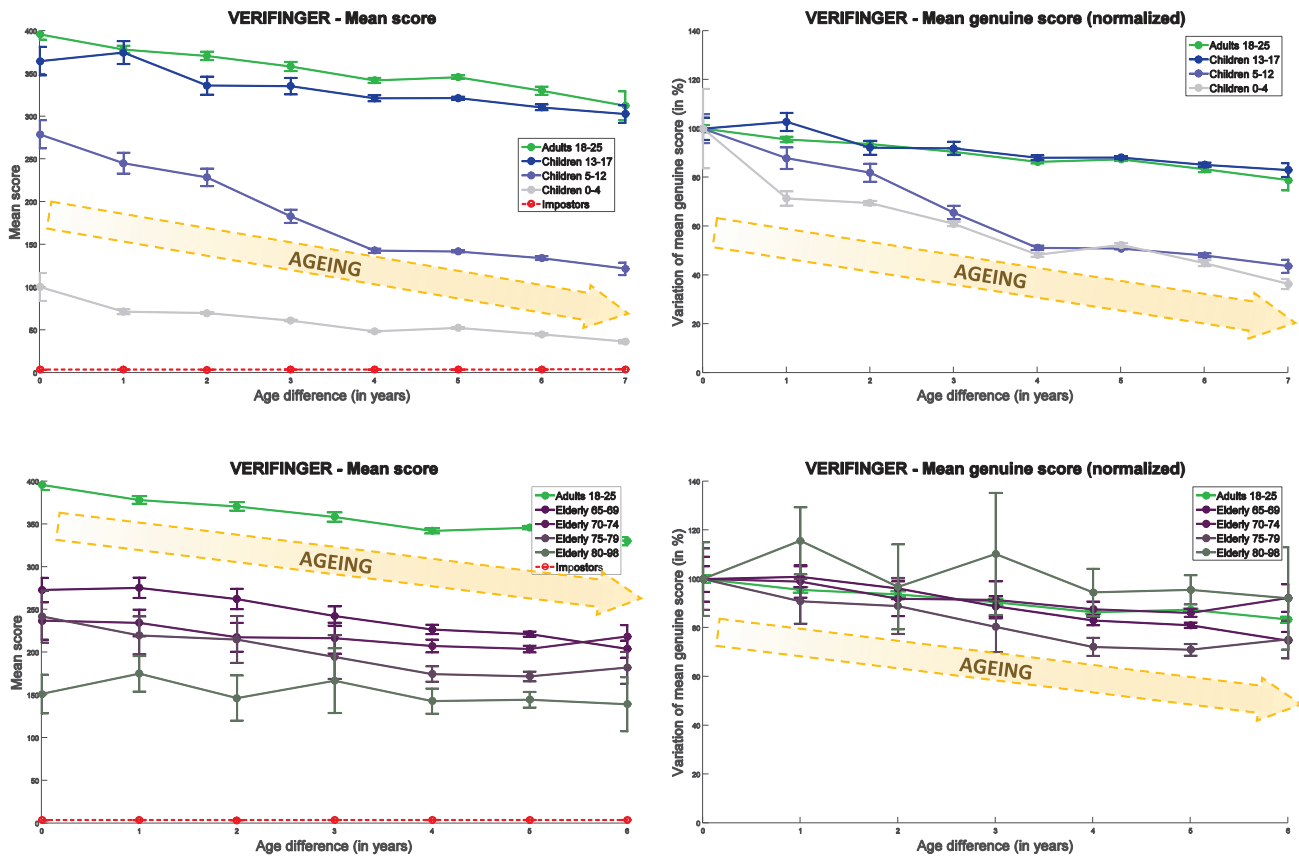 VERIFINGER - Mean score
400
350
300
250
200
150
100
50
0
Mean score
Adults 18-25
Children 13-17
Children 5-12
Children 0-4
Impostors
AGEING
0 1 2 3 4 5 6 7
Age difference (in years)
VERIFINGER - Mean genuine score (normalized)
140
120
100
80
60
40
20
0
Variation of mean genuine score (in %)
Adults 18-25
Children 13-17
Children 5-12
Children 0-4
AGEING
0 1 2 3 4 5 6 7
Age difference (in years)
VERIFINGER - Mean score
400
350
300
250
200
150
100
50
0
Mean score
Adults 18-25
Elderly 65-69
Elderly 70-74
Elderly 75-79
Elderly 80-98
Impostors
AGEING
0 1 2 3 4 5 6
Age difference (in years)
VERIFINGER - Mean genuine score (normalized)
140
120
100
80
60
40
20
0
Variation of mean genuine score (in %)
Adults 18-25
Elderly 65-69
Elderly 70-74
Elderly 75-79
Elderly 80-98
AGEING
0 1 2 3 4 5 6
Age difference (in years)